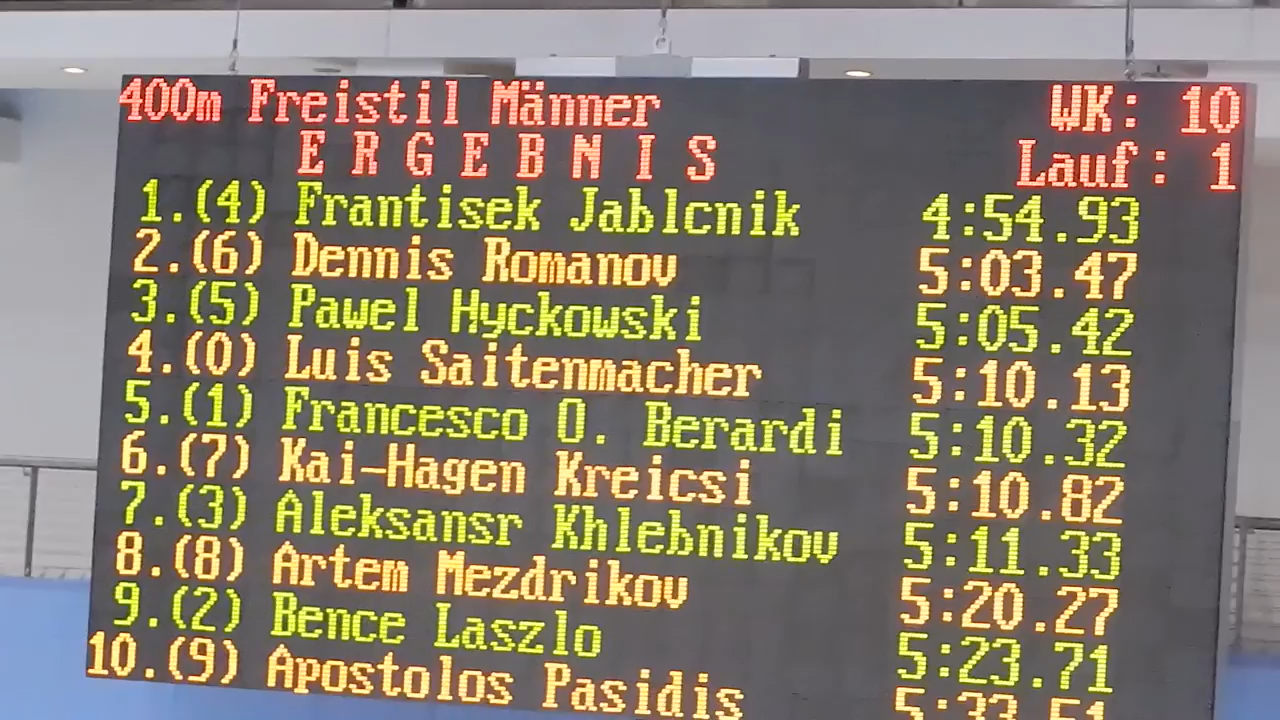 400m Freistil Männer WK: 10
ERGEBNIS Lauf: 1
1.(4) Frantisek Jablcnik 4:54.93
2.(6) Dennis Romanov 5:03.47
3.(5) Pawel Hyckowski 5:05.42
4.(0) Luis Saitenmacher 5:10.13
5.(1) Francesco O. Berardi 5:10.32
6.(7) Kai-Hagen Kreicsi 5:10.82
7.(3) Aleksansr Khlebnikov 5:11.33
8.(8) Artem Mezdrikov 5:20.27
9.(2) Bence Laszlo 5:23.71
10.(9) Apostolos Pasidis